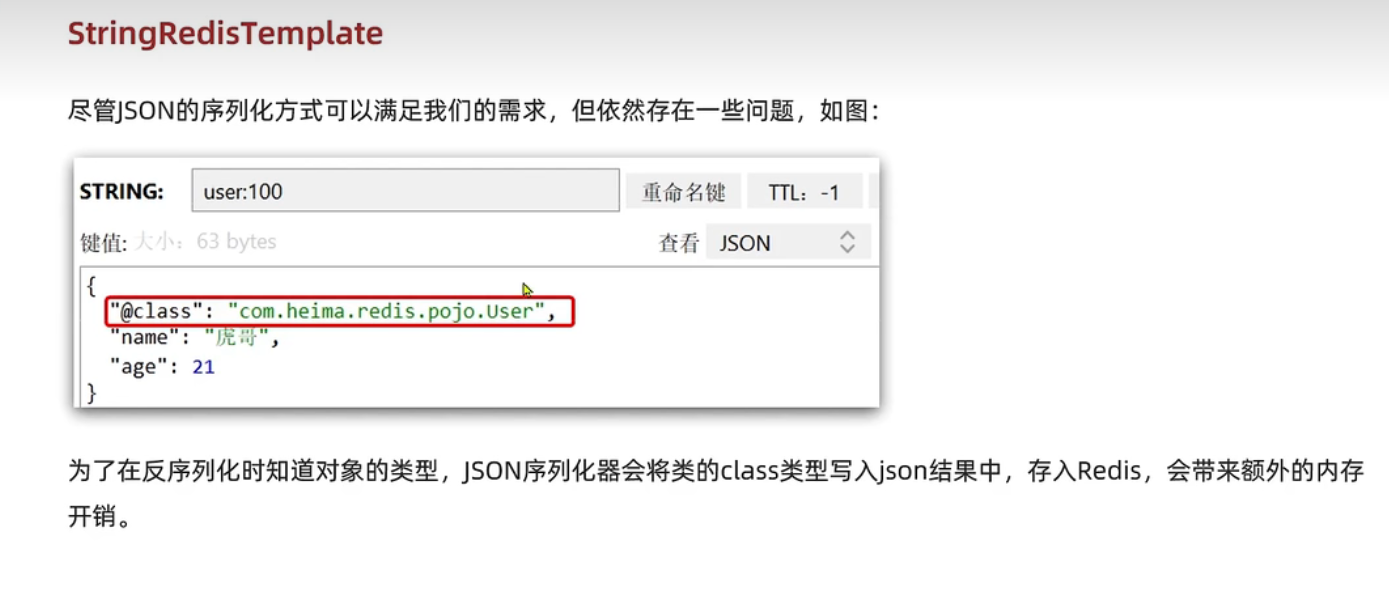 StringRedisTemplate
尽管JSON的序列化方式可以满足我们的需求，但依然存在一些问题，如图：
STRING: user:100 重命名键 TTL：-1
键值: 大小：63 bytes 查看 JSON
{
"@class": "com.heima.redis.pojo.User",
"name": "虎哥",
"age": 21
}
为了在反序列化时知道对象的类型，JSON序列化器会将类的class类型写入json结果中，存入Redis，会带来额外的内存
开销。